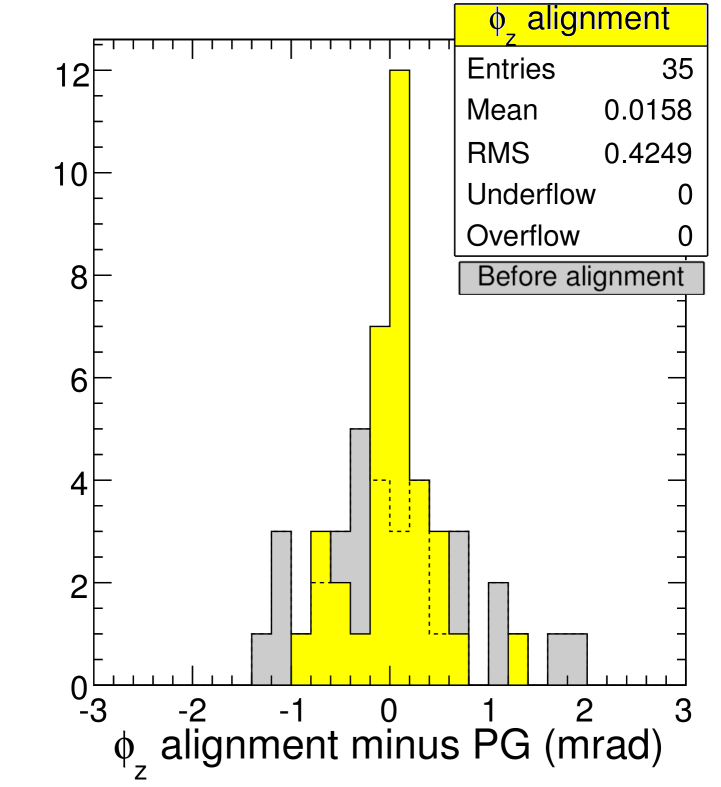 ϕz alignment
Entries 35
Mean 0.0158
RMS 0.4249
Underflow 0
Overflow 0
Before alignment
12
10
8
6
4
2
0
-3 -2 -1 0 1 2 3
ϕz alignment minus PG (mrad)